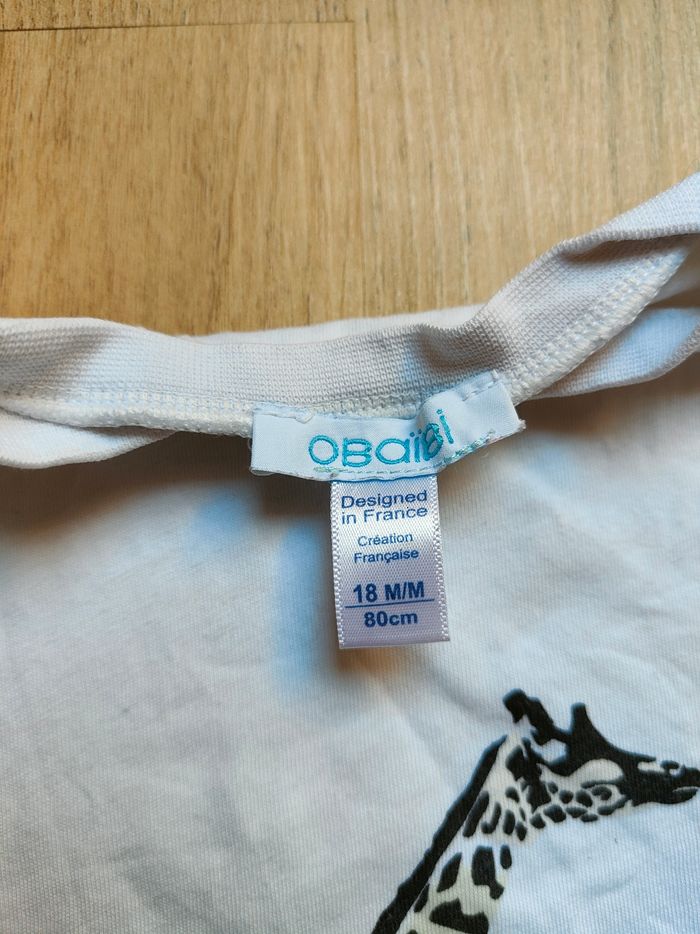 OBaïBi
Designed
in France
Création
Française
18 M/M
80cm